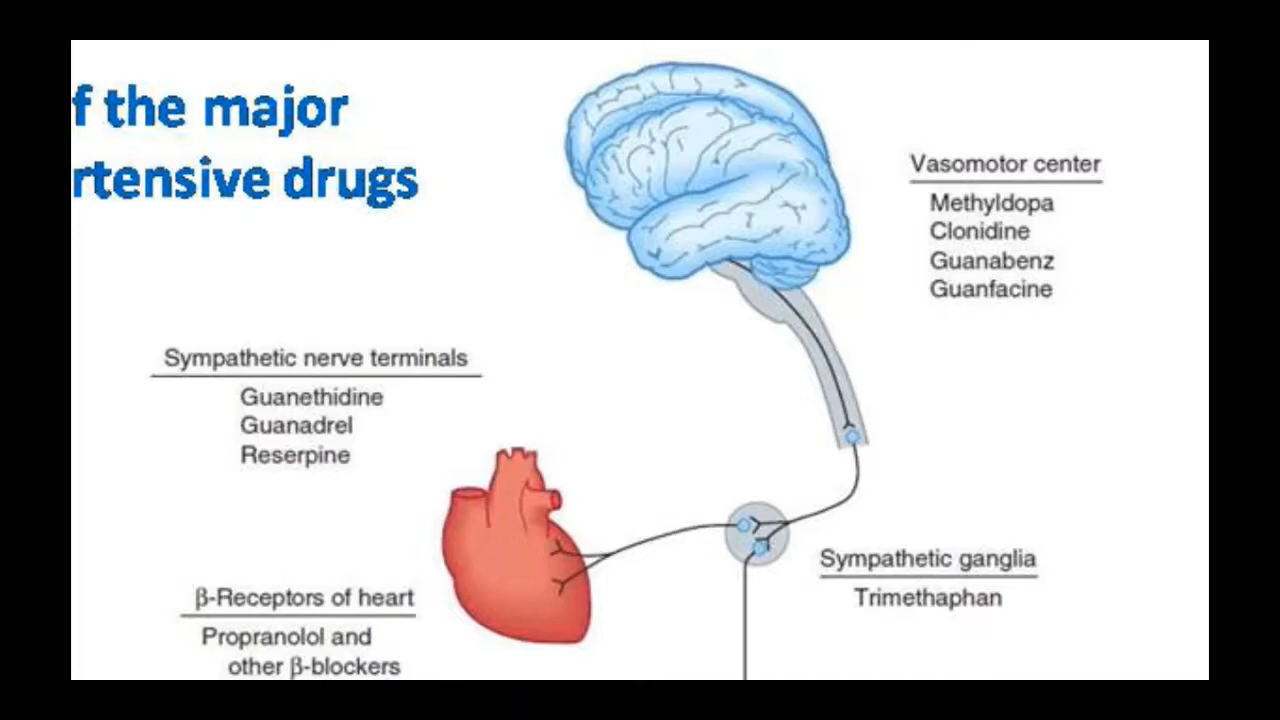 f the major
rtensive drugs
Vasomotor center
Methyldopa
Clonidine
Guanabenz
Guanfacine
Sympathetic nerve terminals
Guanethidine
Guanadrel
Reserpine
Sympathetic ganglia
Trimethaphan
β-Receptors of heart
Propranolol and
other β-blockers